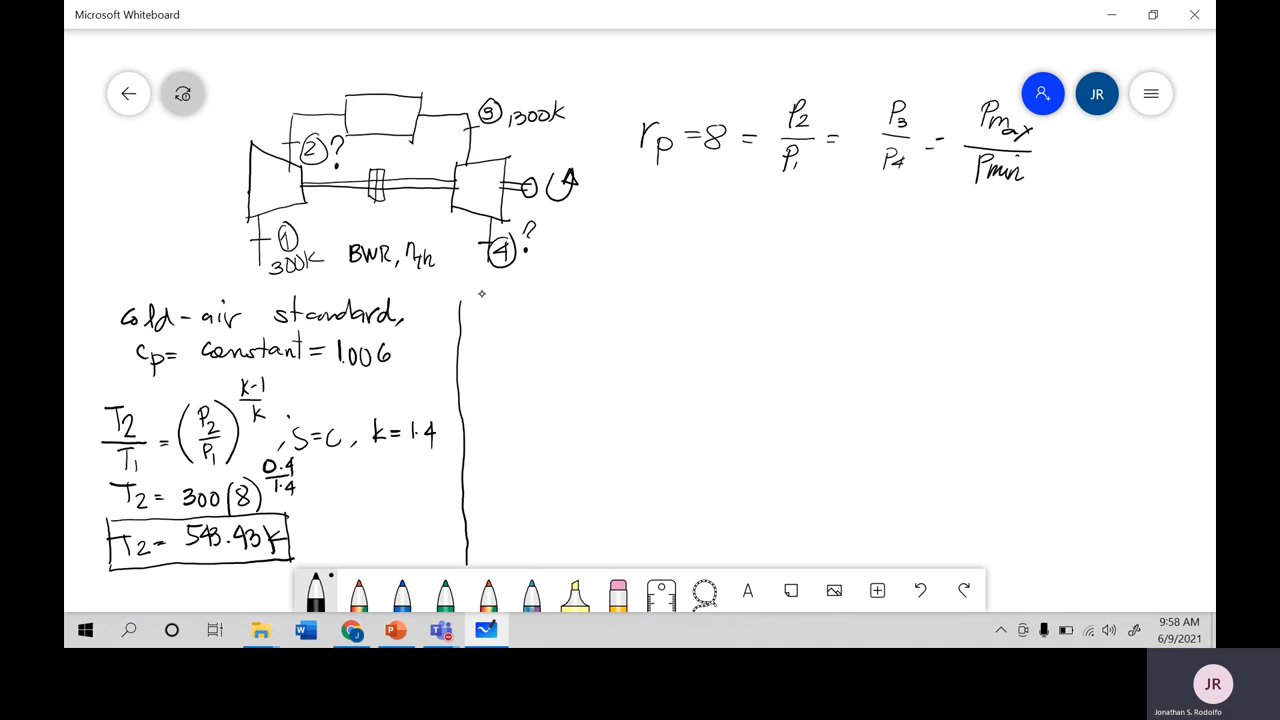 Microsoft Whiteboard
JR
③ 1300K
②?
①
300K
BWR, ηth
④?
rp = 8 = P2/P1 = P3/P4 = Pmax/Pmin
cold-air standard,
cp = constant = 1.006
T2/T1 = (P2/P1)^(k-1/k), S=C, k=1.4
T2 = 300(8)^(0.4/1.4)
T2 = 543.43K
A
9:58 AM
6/9/2021
JR
Jonathan S. Rodolfo